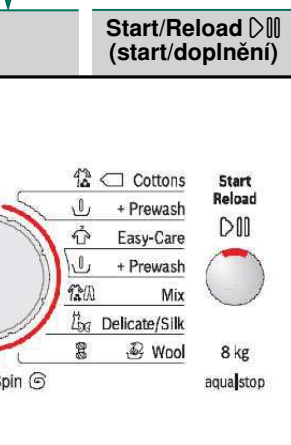 Start/Reload
(start/doplnění)
Cottons
+ Prewash
Easy-Care
+ Prewash
Mix
Delicate/Silk
Wool
Start
Reload
8 kg
pin
aqua stop